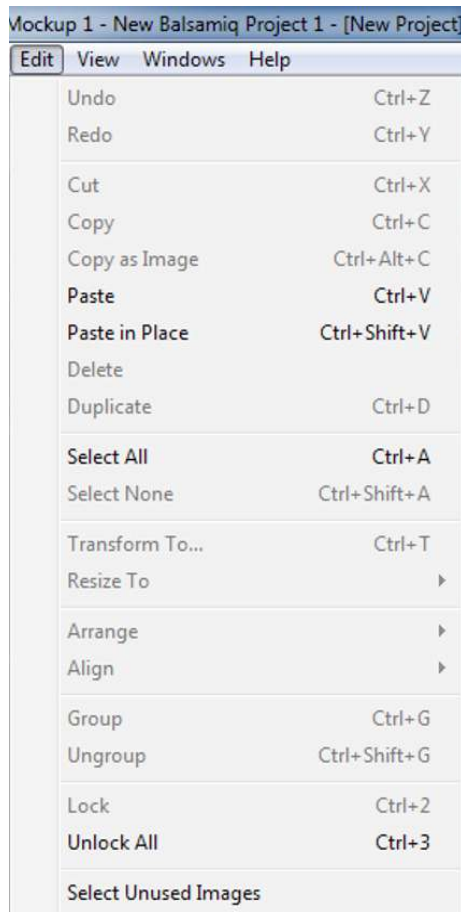 Mockup 1 - New Balsamiq Project 1 - [New Project]
Edit View Windows Help
Undo Ctrl+Z
Redo Ctrl+Y
Cut Ctrl+X
Copy Ctrl+C
Copy as Image Ctrl+Alt+C
Paste Ctrl+V
Paste in Place Ctrl+Shift+V
Delete
Duplicate Ctrl+D
Select All Ctrl+A
Select None Ctrl+Shift+A
Transform To... Ctrl+T
Resize To
Arrange
Align
Group Ctrl+G
Ungroup Ctrl+Shift+G
Lock Ctrl+2
Unlock All Ctrl+3
Select Unused Images